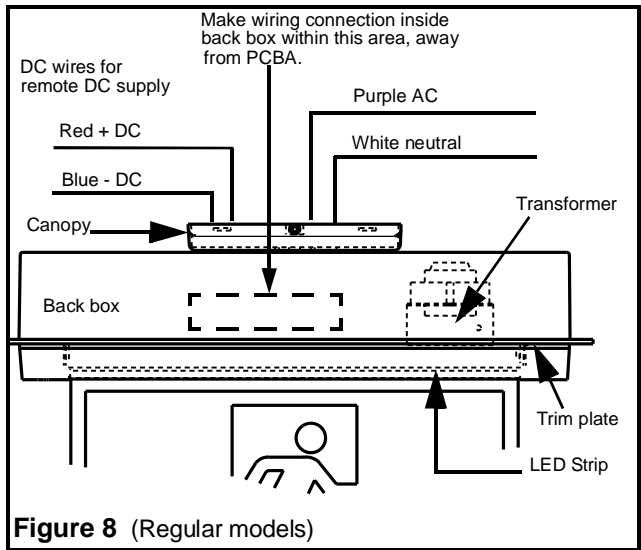 Make wiring connection inside
back box within this area, away
from PCBA.
DC wires for
remote DC supply
Purple AC
Red + DC
White neutral
Blue - DC
Transformer
Canopy
Back box
Trim plate
LED Strip
Figure 8 (Regular models)